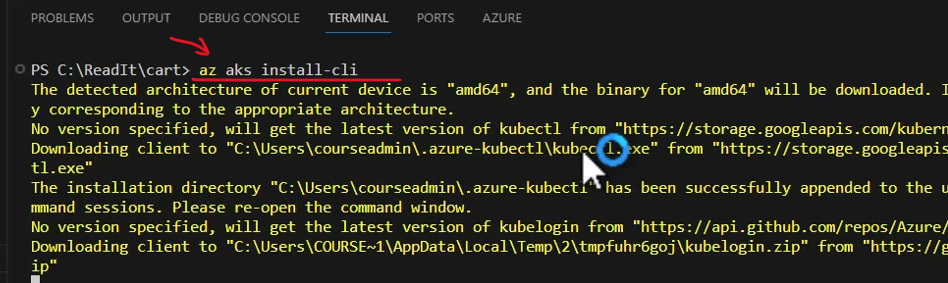 PROBLEMS OUTPUT DEBUG CONSOLE TERMINAL PORTS AZURE
PS C:\ReadIt\cart> az aks install-cli
The detected architecture of current device is "amd64", and the binary for "amd64" will be downloaded. I
y corresponding to the appropriate architecture.
No version specified, will get the latest version of kubectl from "https://storage.googleapis.com/kubern
Downloading client to "C:\Users\courseadmin\.azure-kubectl\kubectl.exe" from "https://storage.googleapis
tl.exe"
The installation directory "C:\Users\courseadmin\.azure-kubectl" has been successfully appended to the u
mmand sessions. Please re-open the command window.
No version specified, will get the latest version of kubelogin from "https://api.github.com/repos/Azure/
Downloading client to "C:\Users\COURSE~1\AppData\Local\Temp\2\tmpfuhr6goj\kubelogin.zip" from "https://g
ip"